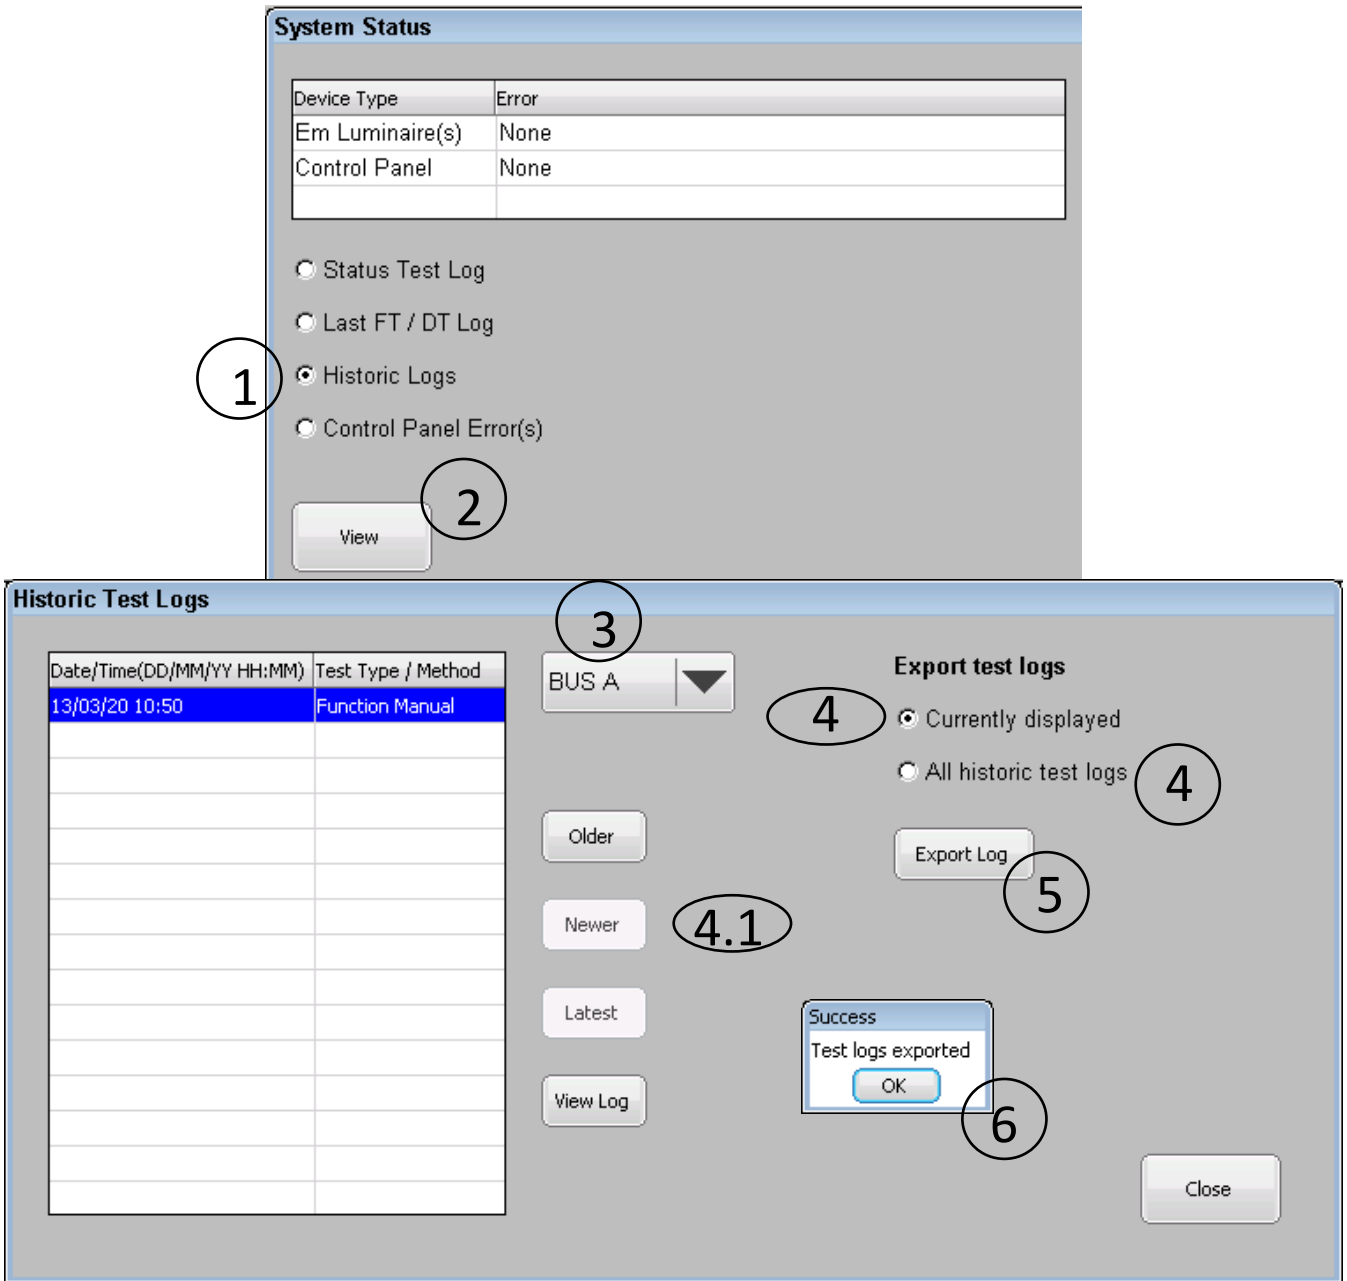 System Status
Device Type Error
Em Luminaire(s) None
Control Panel None
Status Test Log
Last FT / DT Log
1
Historic Logs
Control Panel Error(s)
2
View
Historic Test Logs
3
Date/Time(DD/MM/YY HH:MM) Test Type / Method
13/03/20 10:50 Function Manual
BUS A
Older
Newer
4.1
Latest
View Log
Export test logs
4
Currently displayed
All historic test logs
4
Export Log
5
Success
Test logs exported
OK
6
Close